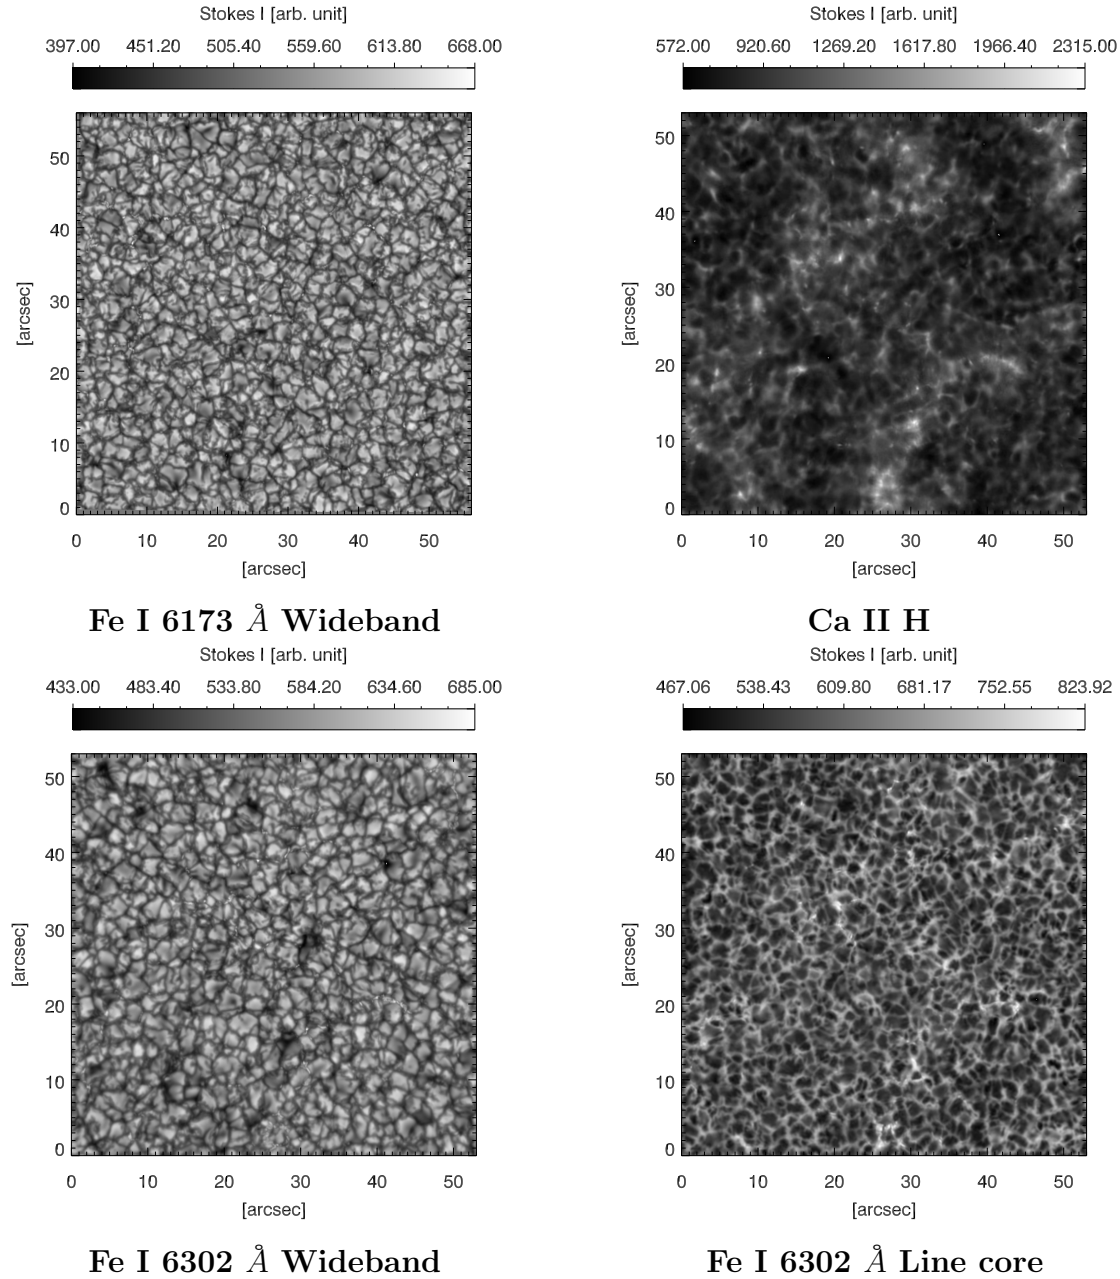 Stokes I [arb. unit]
397.00 451.20 505.40 559.60 613.80 668.00
50
40
30
20
10
0
[arcsec]
0 10 20 30 40 50
[arcsec]
Fe I 6173 Å Wideband
Stokes I [arb. unit]
572.00 920.60 1269.20 1617.80 1966.40 2315.00
50
40
30
20
10
0
[arcsec]
0 10 20 30 40 50
[arcsec]
Ca II H
Stokes I [arb. unit]
433.00 483.40 533.80 584.20 634.60 685.00
50
40
30
20
10
0
[arcsec]
0 10 20 30 40 50
[arcsec]
Fe I 6302 Å Wideband
Stokes I [arb. unit]
467.06 538.43 609.80 681.17 752.55 823.92
50
40
30
20
10
0
[arcsec]
0 10 20 30 40 50
[arcsec]
Fe I 6302 Å Line core